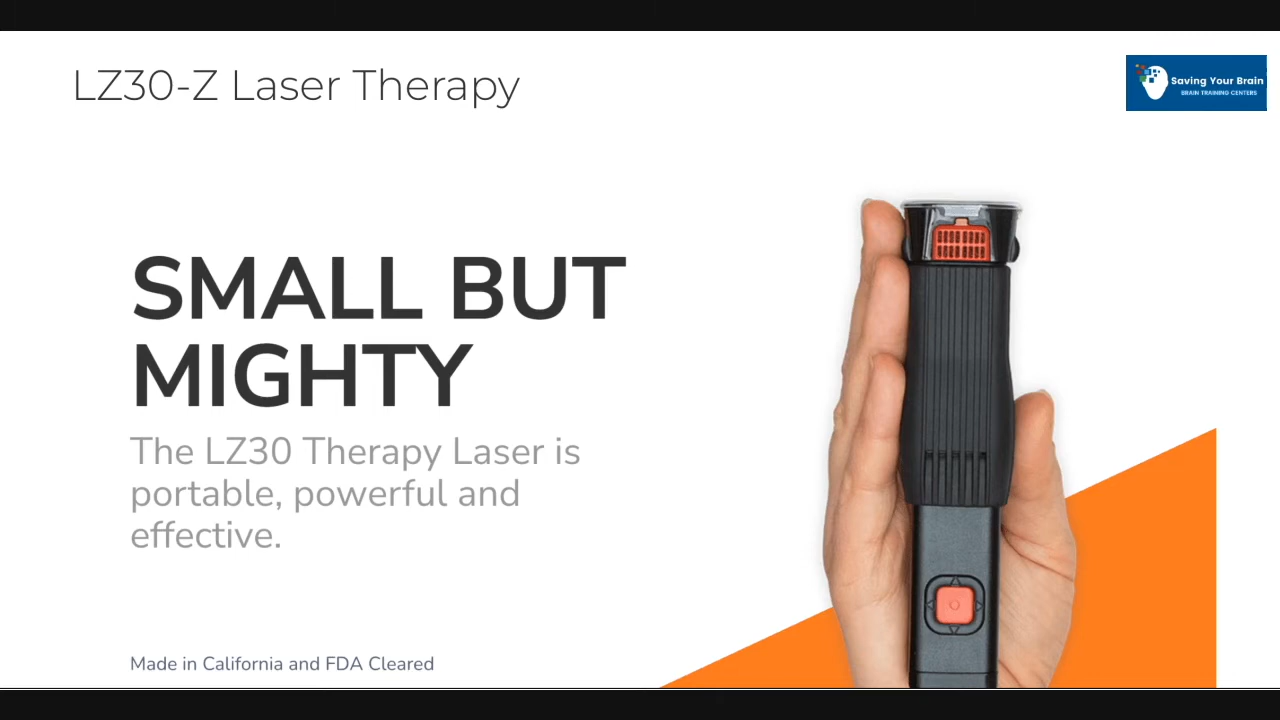 LZ30-Z Laser Therapy
Saving Your Brain
BRAIN TRAINING CENTERS
SMALL BUT
MIGHTY
The LZ30 Therapy Laser is
portable, powerful and
effective.
Made in California and FDA Cleared